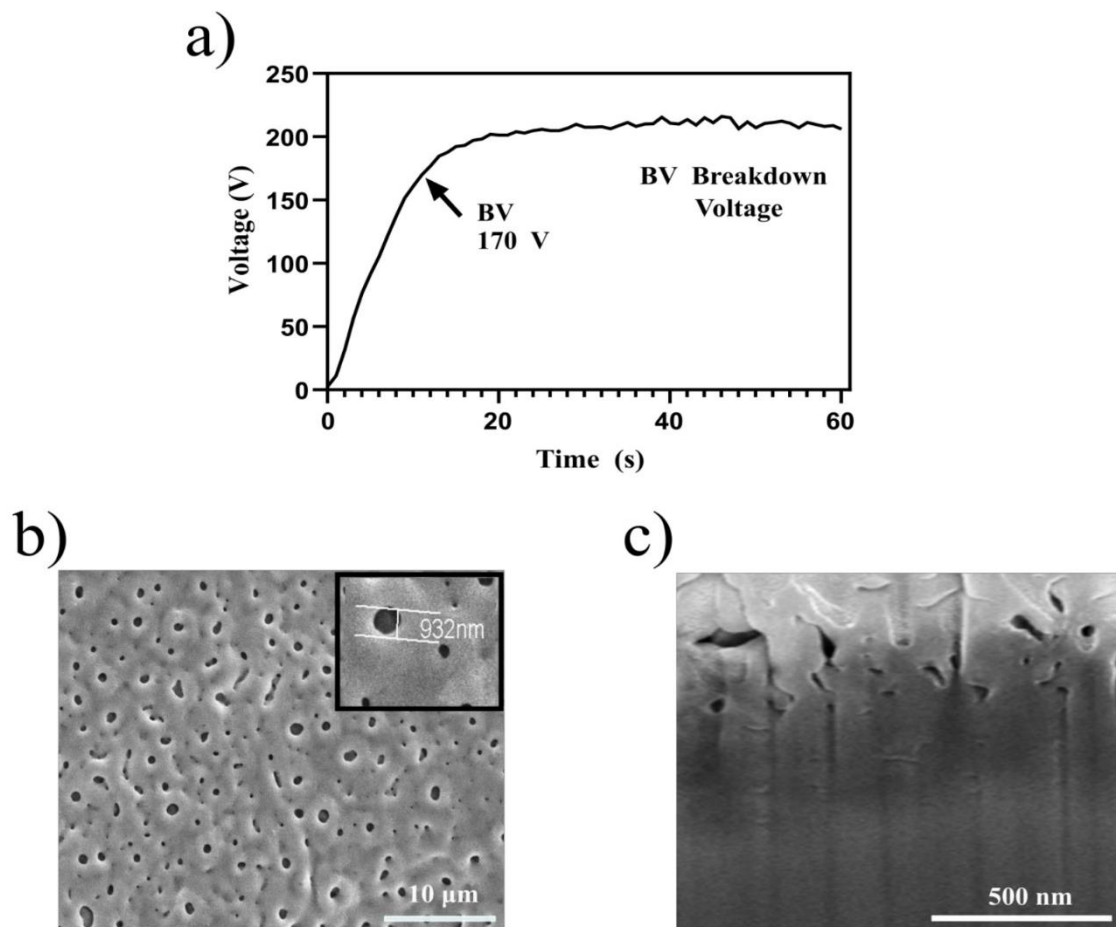 a)
250
200
150
100
50
0
Voltage (V)
BV
170 V
BV Breakdown
Voltage
0
20
40
60
Time (s)
b)
932nm
10 µm
c)
500 nm